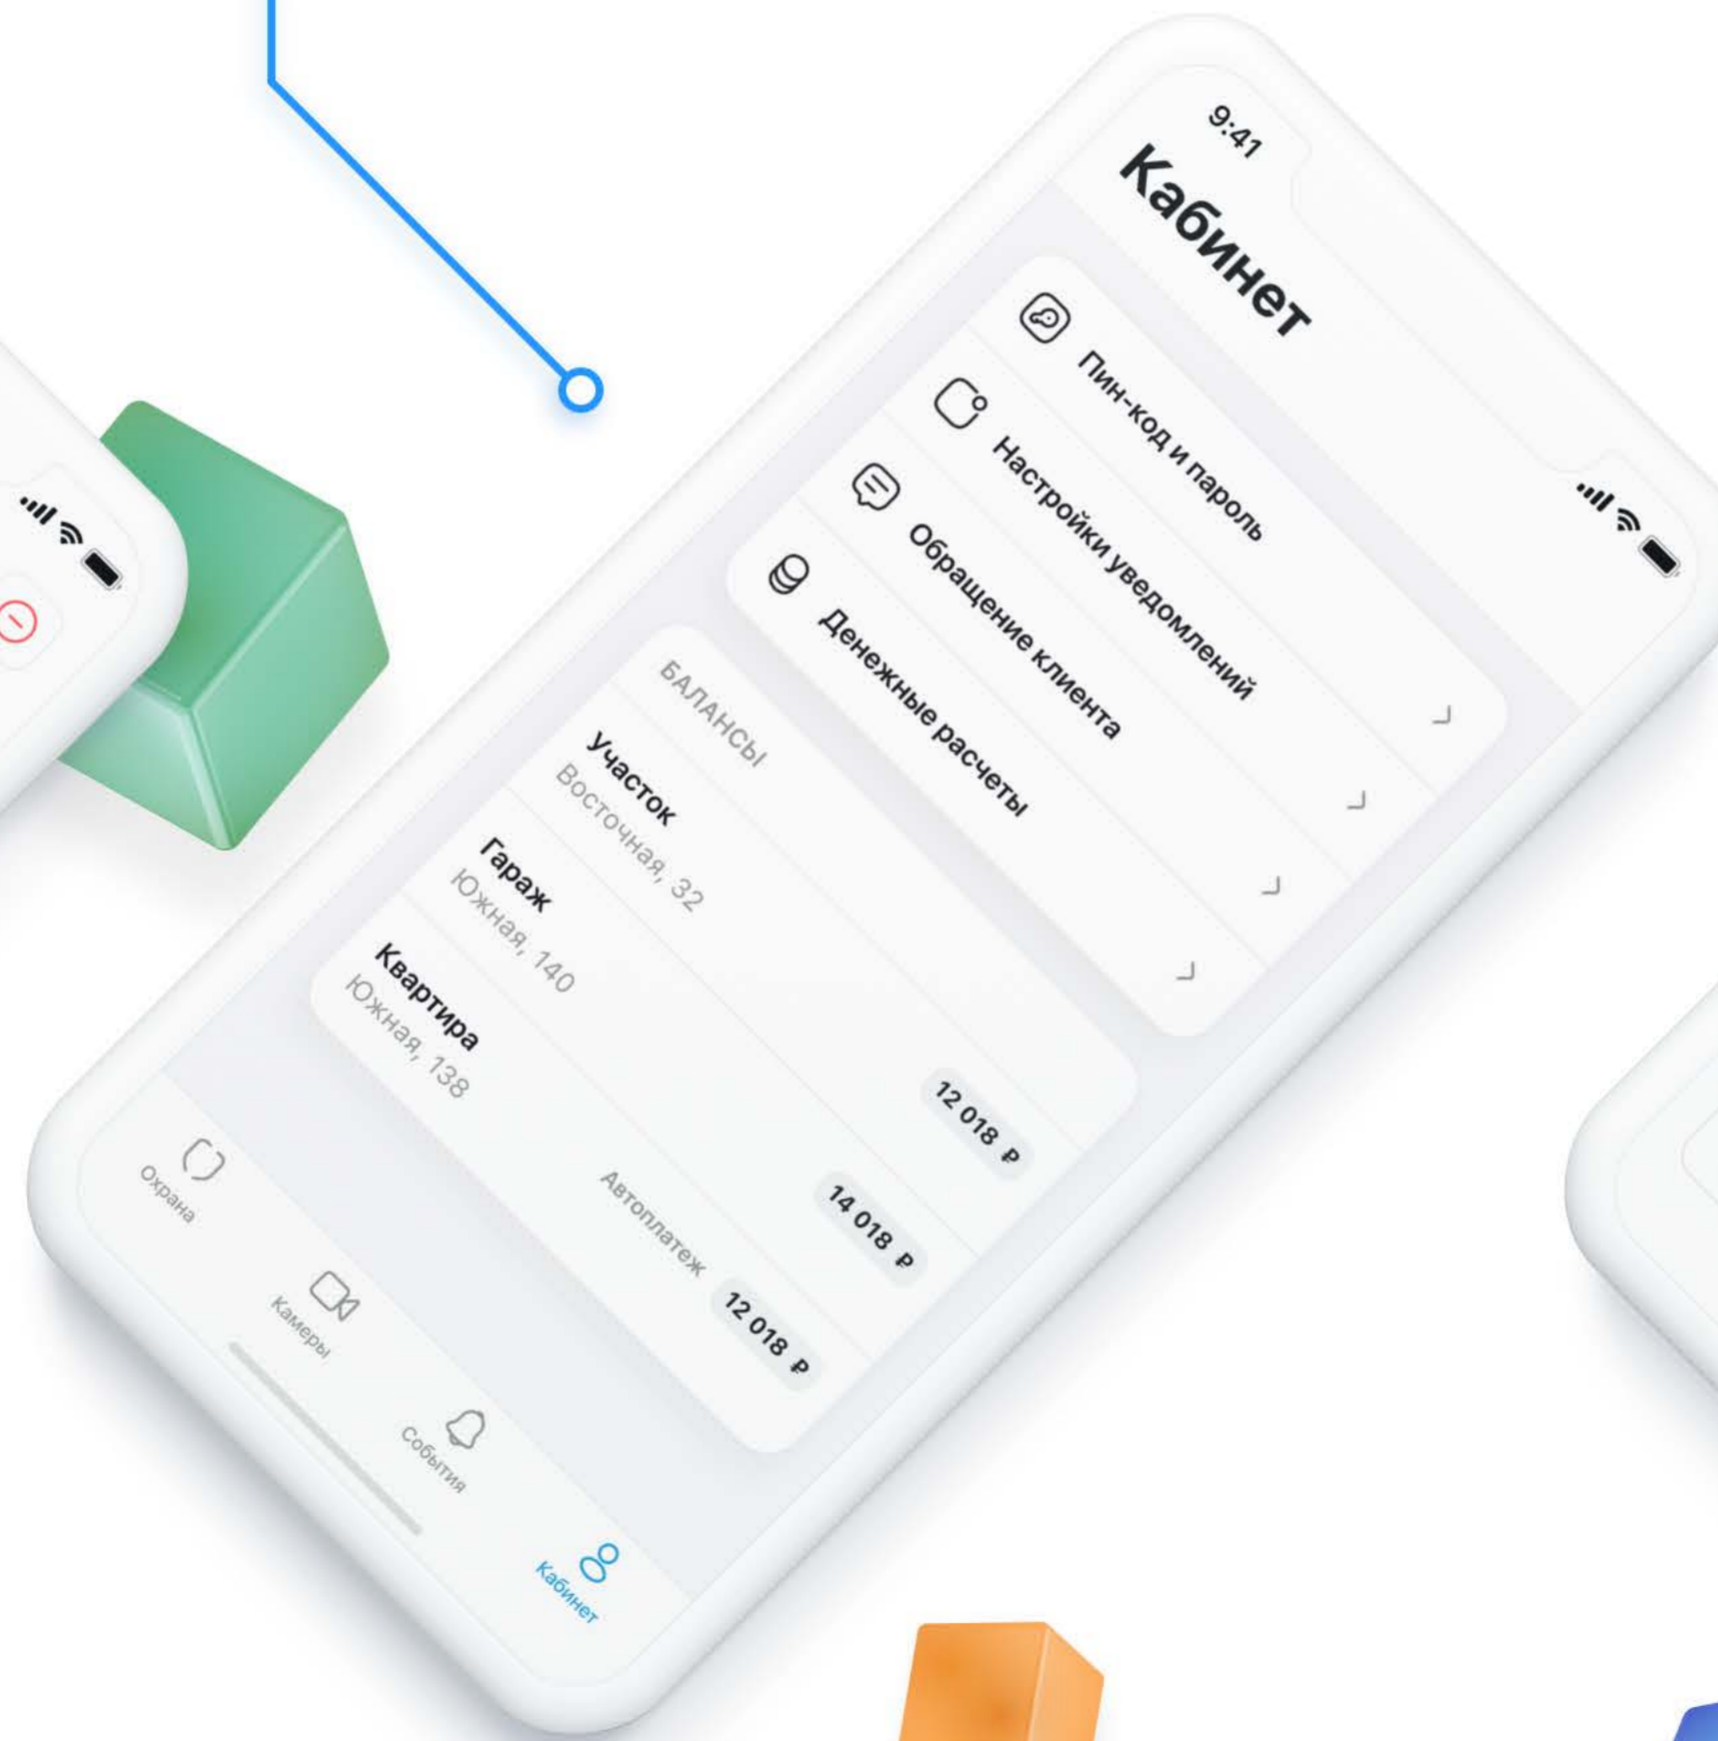 9:41
Кабинет
Пин-код и пароль
Настройки уведомлений
Обращение клиента
Денежные расчеты
БАЛАНСЫ
Участок
Восточная, 32
12 018 ₽
Гараж
Южная, 140
14 018 ₽
Квартира
Южная, 138
Автоплатеж
12 018 ₽
Охрана
Камеры
События
Кабинет